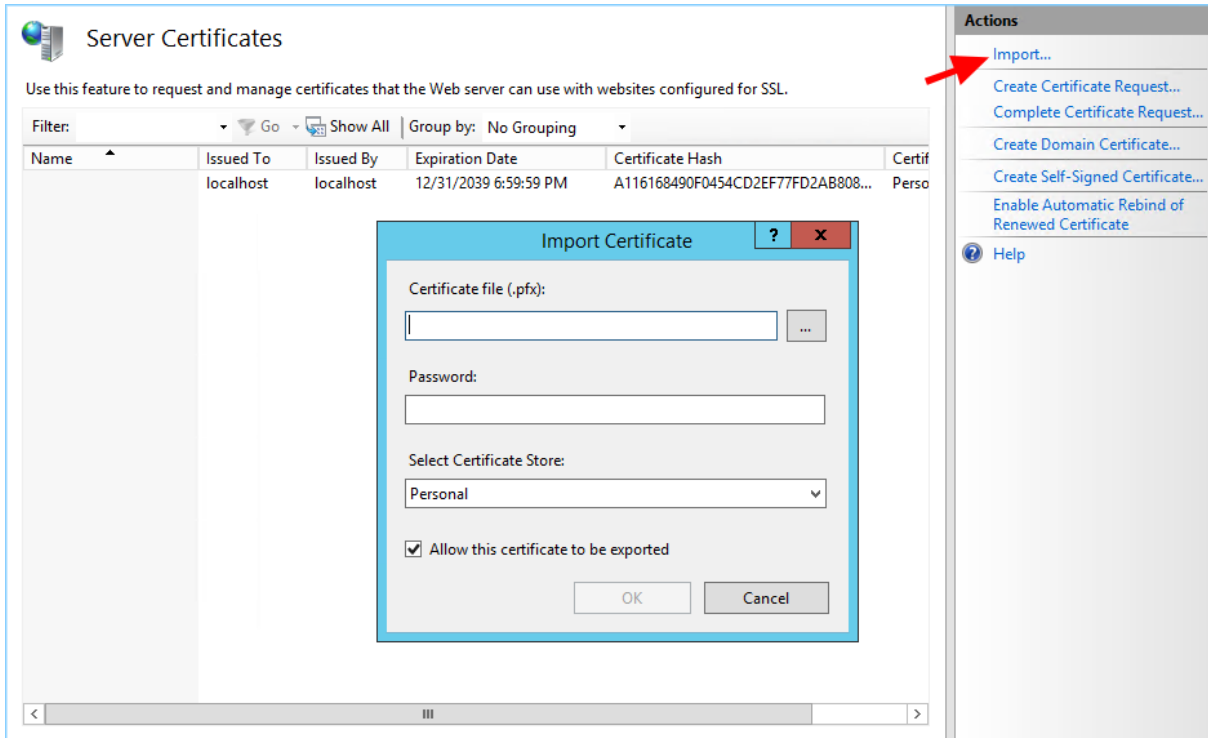 Server Certificates
Use this feature to request and manage certificates that the Web server can use with websites configured for SSL.
Filter: Go Show All Group by: No Grouping
Name Issued To Issued By Expiration Date Certificate Hash Certif
localhost localhost 12/31/2039 6:59:59 PM A116168490F0454CD2EF77FD2AB808... Perso
Import Certificate ? x
Certificate file (.pfx):
...
Password:
Select Certificate Store:
Personal
Allow this certificate to be exported
OK Cancel
Actions
Import...
Create Certificate Request...
Complete Certificate Request...
Create Domain Certificate...
Create Self-Signed Certificate...
Enable Automatic Rebind of
Renewed Certificate
? Help